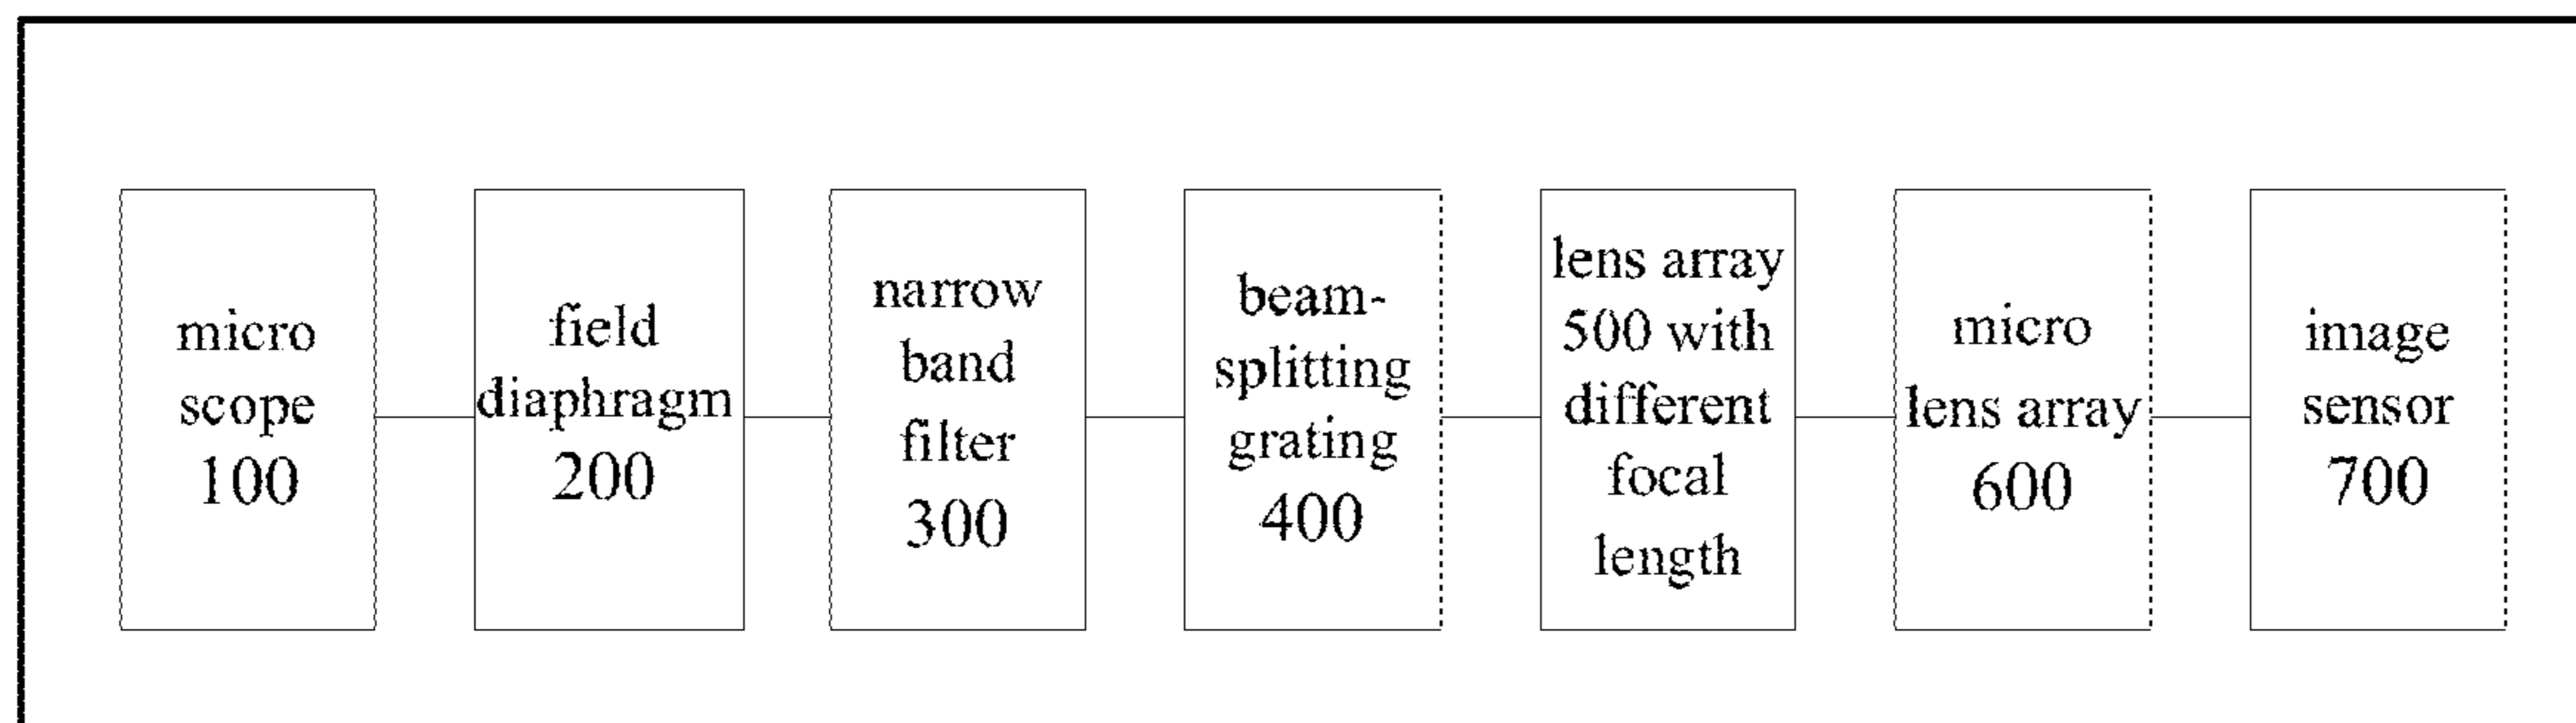 micro
scope
100
field
diaphragm
200
narrow
band
filter
300
beam-
splitting
grating
400
lens array
500 with
different
focal
length
micro
lens array
600
image
sensor
700